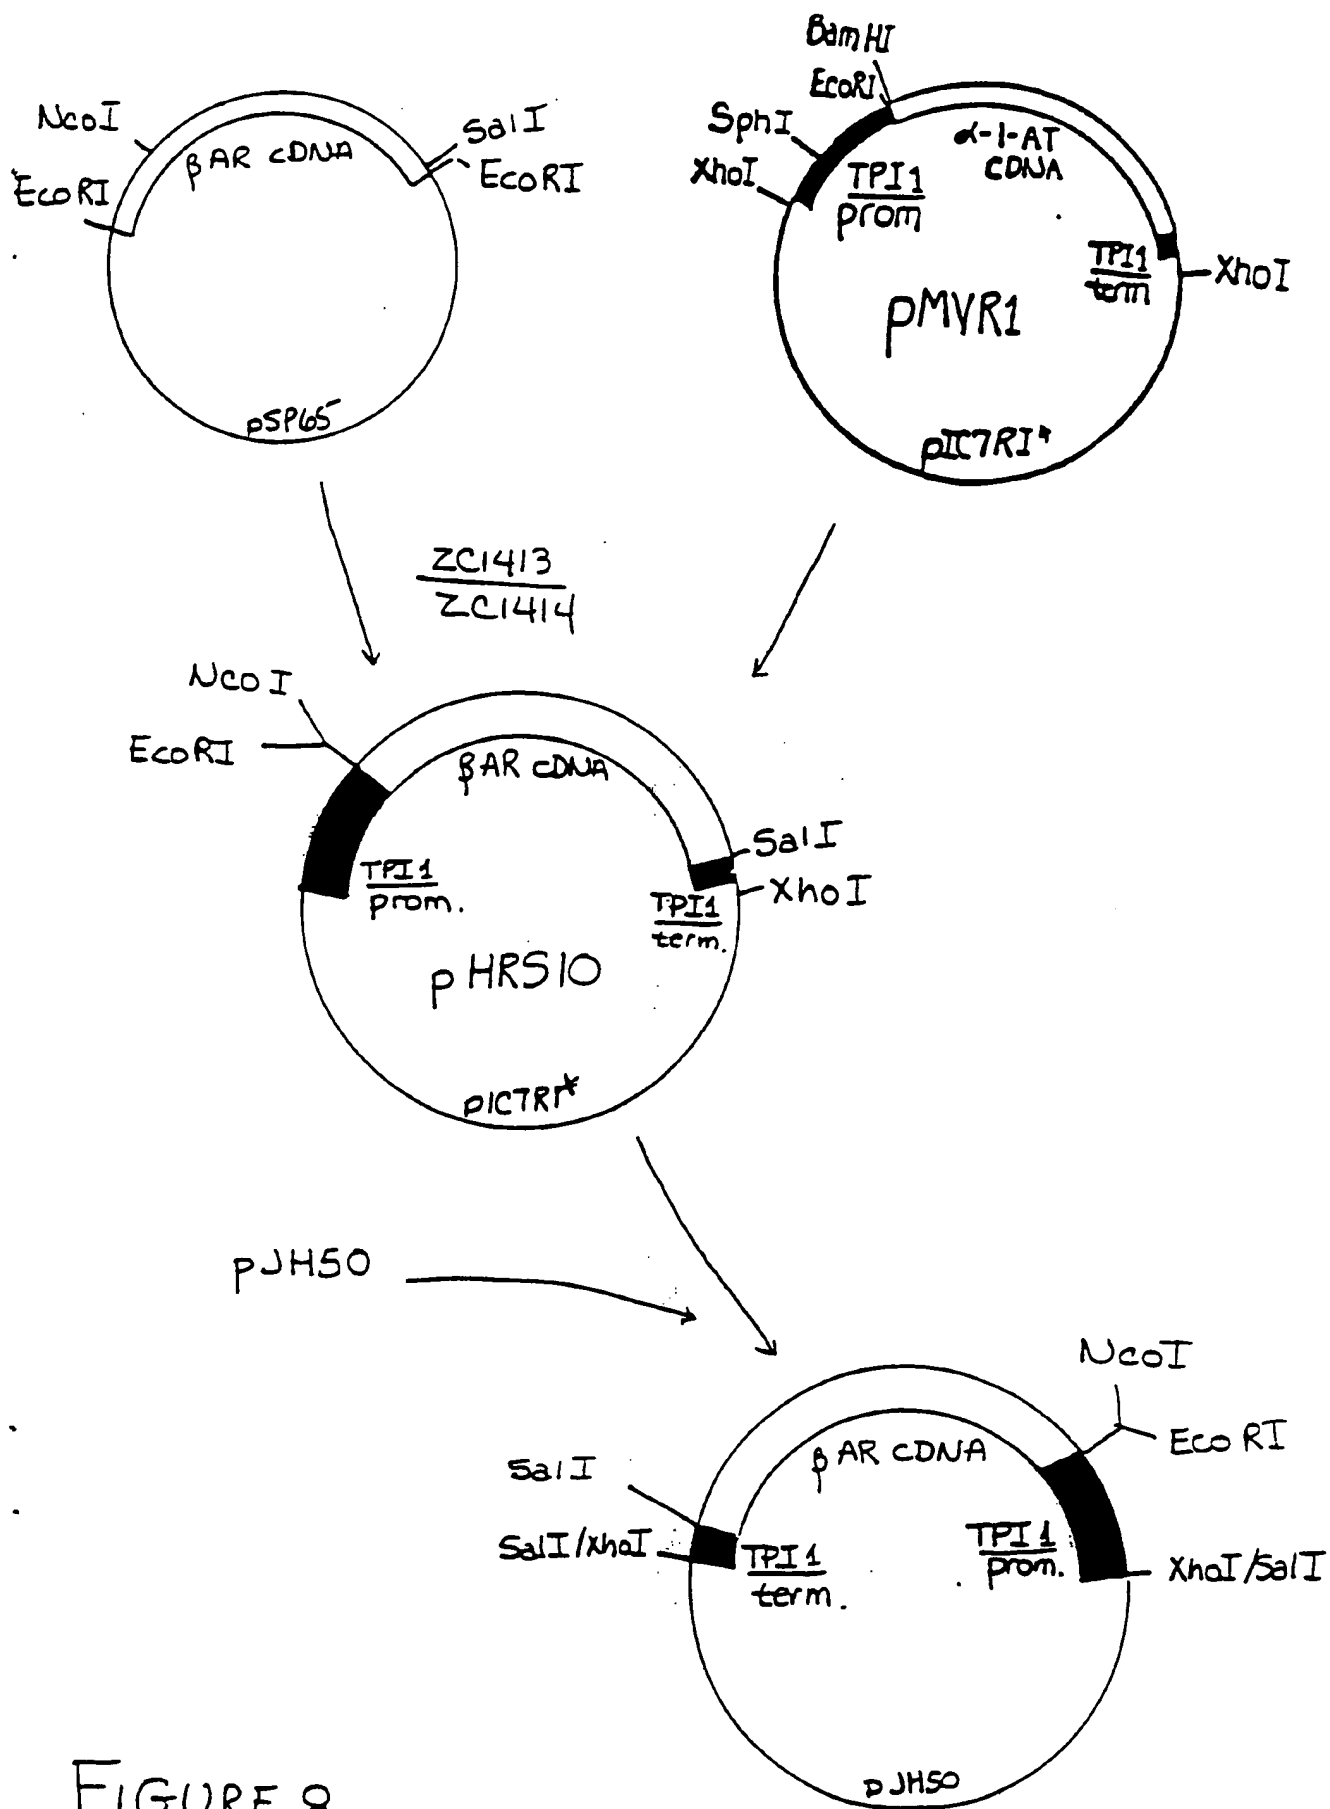 NcoI
EcoRI
βAR cDNA
SalI
EcoRI
pSP65
BamHI
EcoRI
SphI
XhoI
TPI1
prom
α-1-AT
cDNA
TPI1
term
XhoI
pMVR1
pIC7RI*
ZC1413
ZC1414
NcoI
EcoRI
βAR cDNA
SalI
XhoI
TPI1
prom.
TPI1
term.
pHRS10
pIC7RI*
pJH50
NcoI
EcoRI
βAR cDNA
SalI
SalI/XhoI
TPI1
term.
TPI1
prom.
XhoI/SalI
pJH50
FIGURE 8